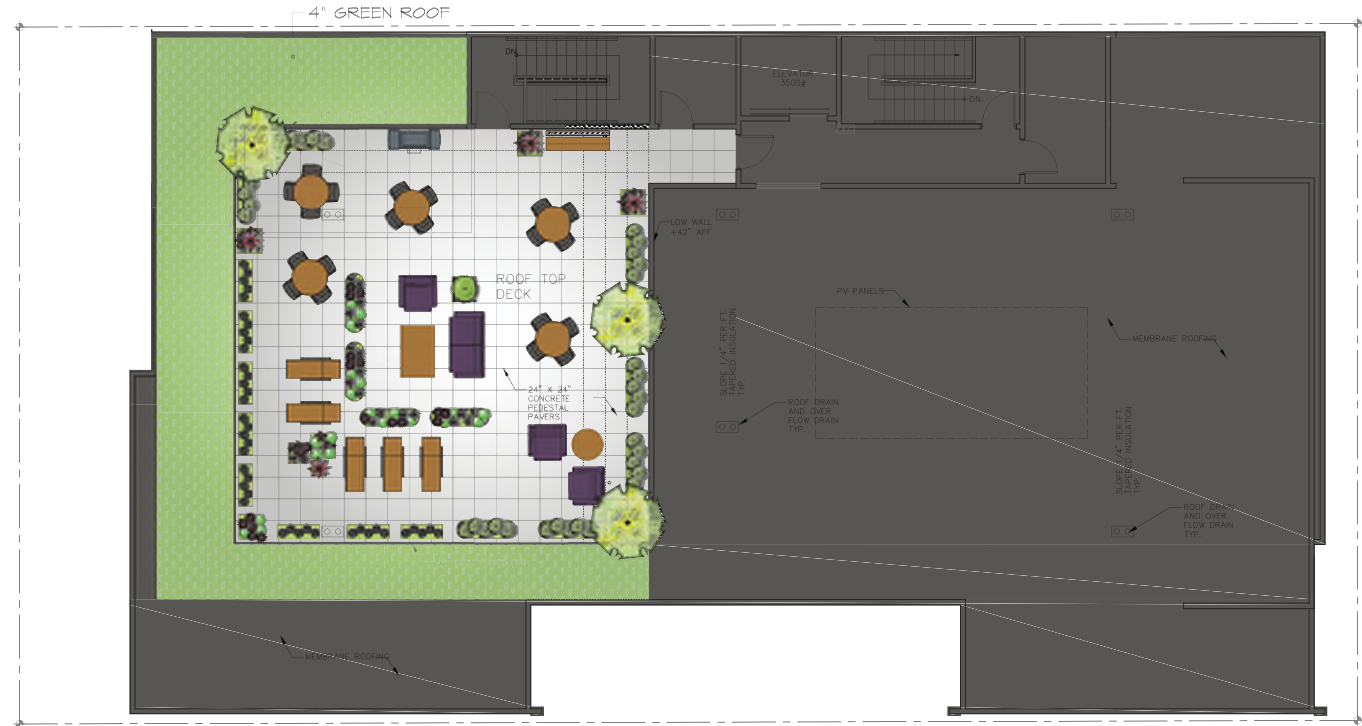 4" GREEN ROOF
DN.
ELEVATOR
3500#
DN.
LOW WALL
+42" AFF
ROOF TOP
DECK
PV PANELS
SLOPE 1/4" PER FT.
TAPERED INSULATION
TYP.
MEMBRANE ROOFING
24" X 24"
CONCRETE
PEDESTAL
PAVERS
ROOF DRAIN
AND OVER
FLOW DRAIN
TYP.
SLOPE 1/4" PER FT.
TAPERED INSULATION
TYP.
ROOF DRAIN
AND OVER
FLOW DRAIN
TYP.
MEMBRANE ROOFING